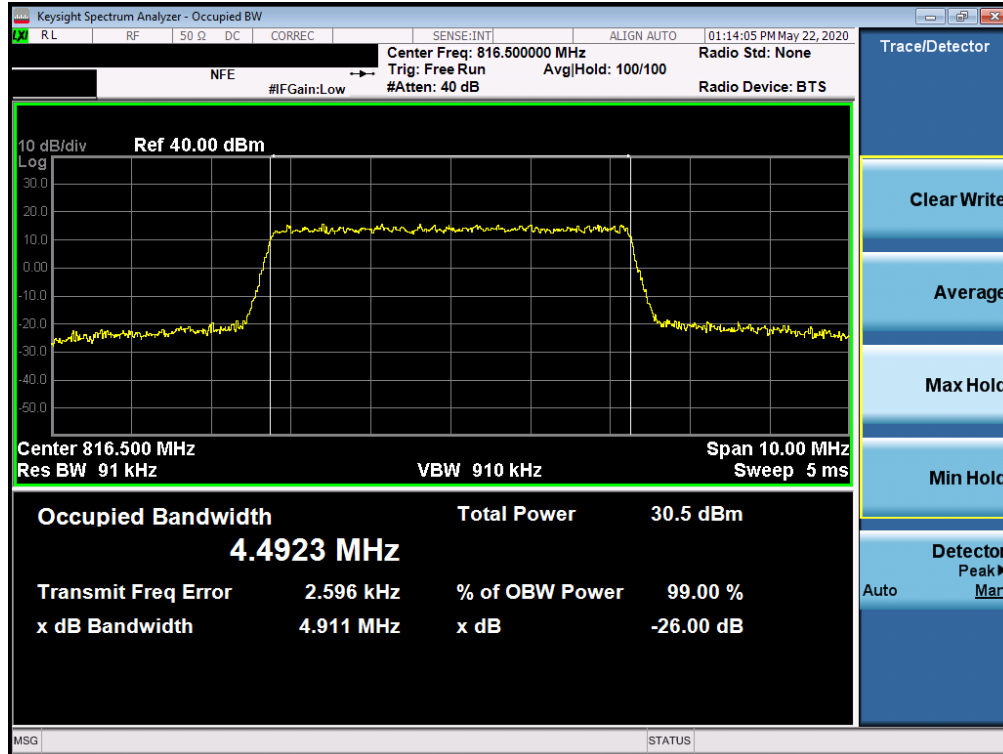 Keysight Spectrum Analyzer - Occupied BW
LXI RL RF 50 Ω DC CORREC SENSE:INT ALIGN AUTO 01:14:05 PM May 22, 2020
Center Freq: 816.500000 MHz Radio Std: None
NFE Trig: Free Run Avg|Hold: 100/100
#IFGain:Low #Atten: 40 dB Radio Device: BTS
Trace/Detector
10 dB/div Ref 40.00 dBm
Log
30.0
20.0
10.0
0.00
-10.0
-20.0
-30.0
-40.0
-50.0
Center 816.500 MHz Span 10.00 MHz
Res BW 91 kHz VBW 910 kHz Sweep 5 ms
Occupied Bandwidth Total Power 30.5 dBm
4.4923 MHz
Transmit Freq Error 2.596 kHz % of OBW Power 99.00 %
x dB Bandwidth 4.911 MHz x dB -26.00 dB
Clear Write
Average
Max Hold
Min Hold
Detector
Peak
Auto Man
MSG STATUS